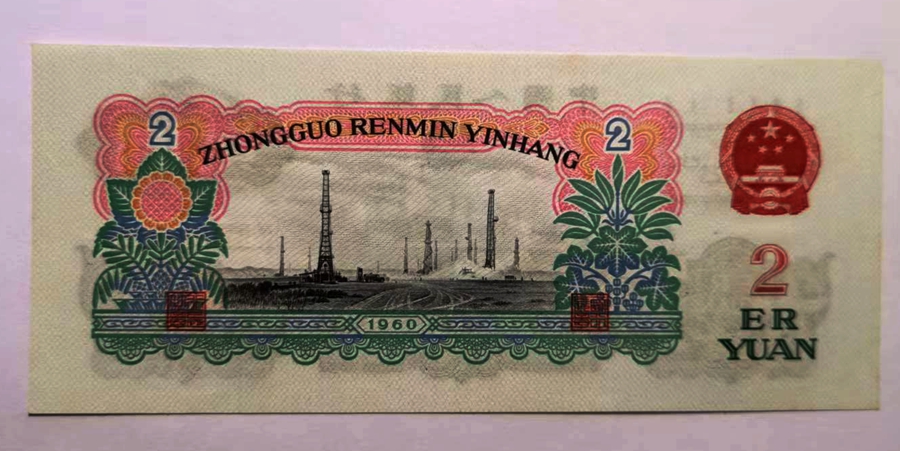 2
2
ZHONGGUO RENMIN YINHANG
1960
2
ER
YUAN